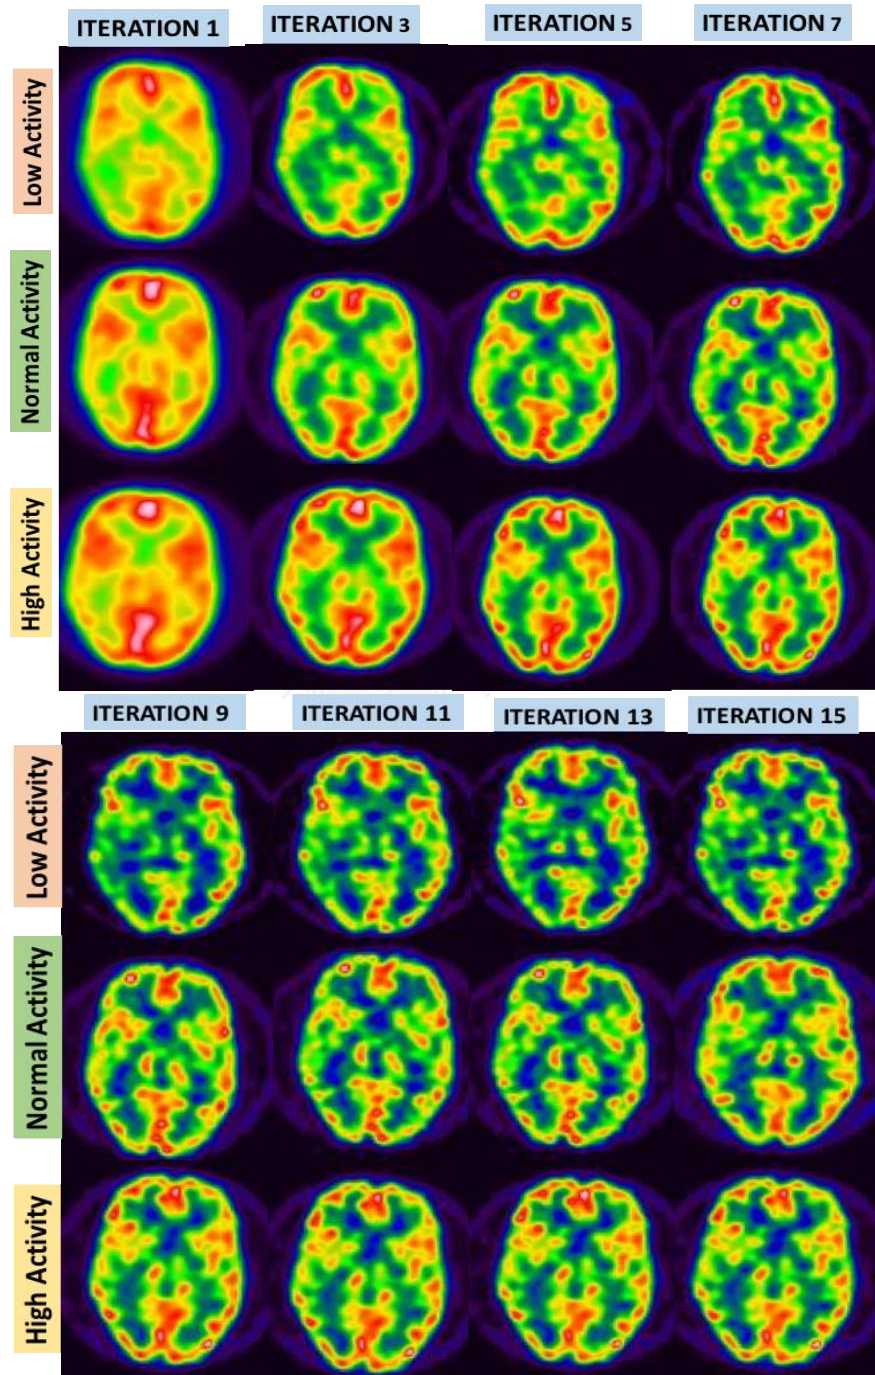 ITERATION 1
ITERATION 3
ITERATION 5
ITERATION 7
Low Activity
Normal Activity
High Activity
ITERATION 9
ITERATION 11
ITERATION 13
ITERATION 15
Low Activity
Normal Activity
High Activity